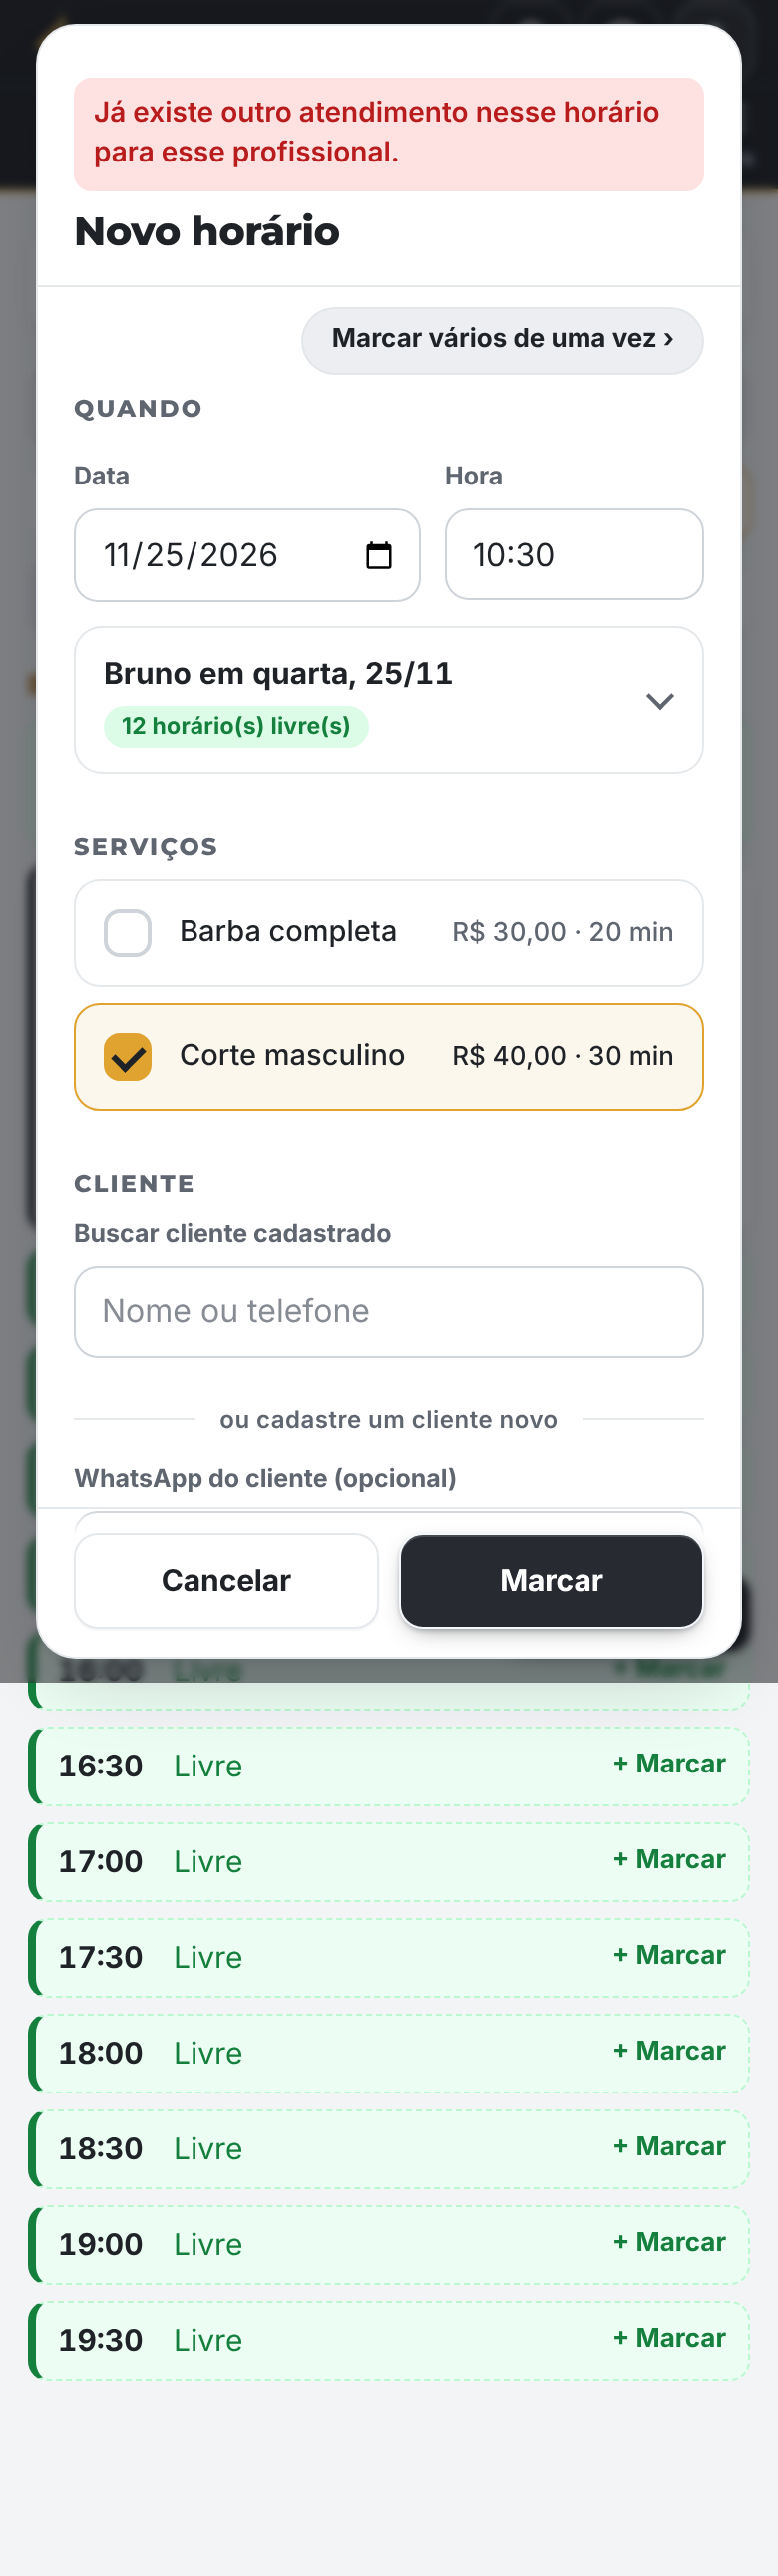 Já existe outro atendimento nesse horário
para esse profissional.
Novo horário
Marcar vários de uma vez ›
QUANDO
Data Hora
11/25/2026 10:30
Bruno em quarta, 25/11
12 horário(s) livre(s)
SERVIÇOS
Barba completa R$ 30,00 · 20 min
Corte masculino R$ 40,00 · 30 min
CLIENTE
Buscar cliente cadastrado
Nome ou telefone
ou cadastre um cliente novo
WhatsApp do cliente (opcional)
Cancelar Marcar
16:00 Livre + Marcar
16:30 Livre + Marcar
17:00 Livre + Marcar
17:30 Livre + Marcar
18:00 Livre + Marcar
18:30 Livre + Marcar
19:00 Livre + Marcar
19:30 Livre + Marcar